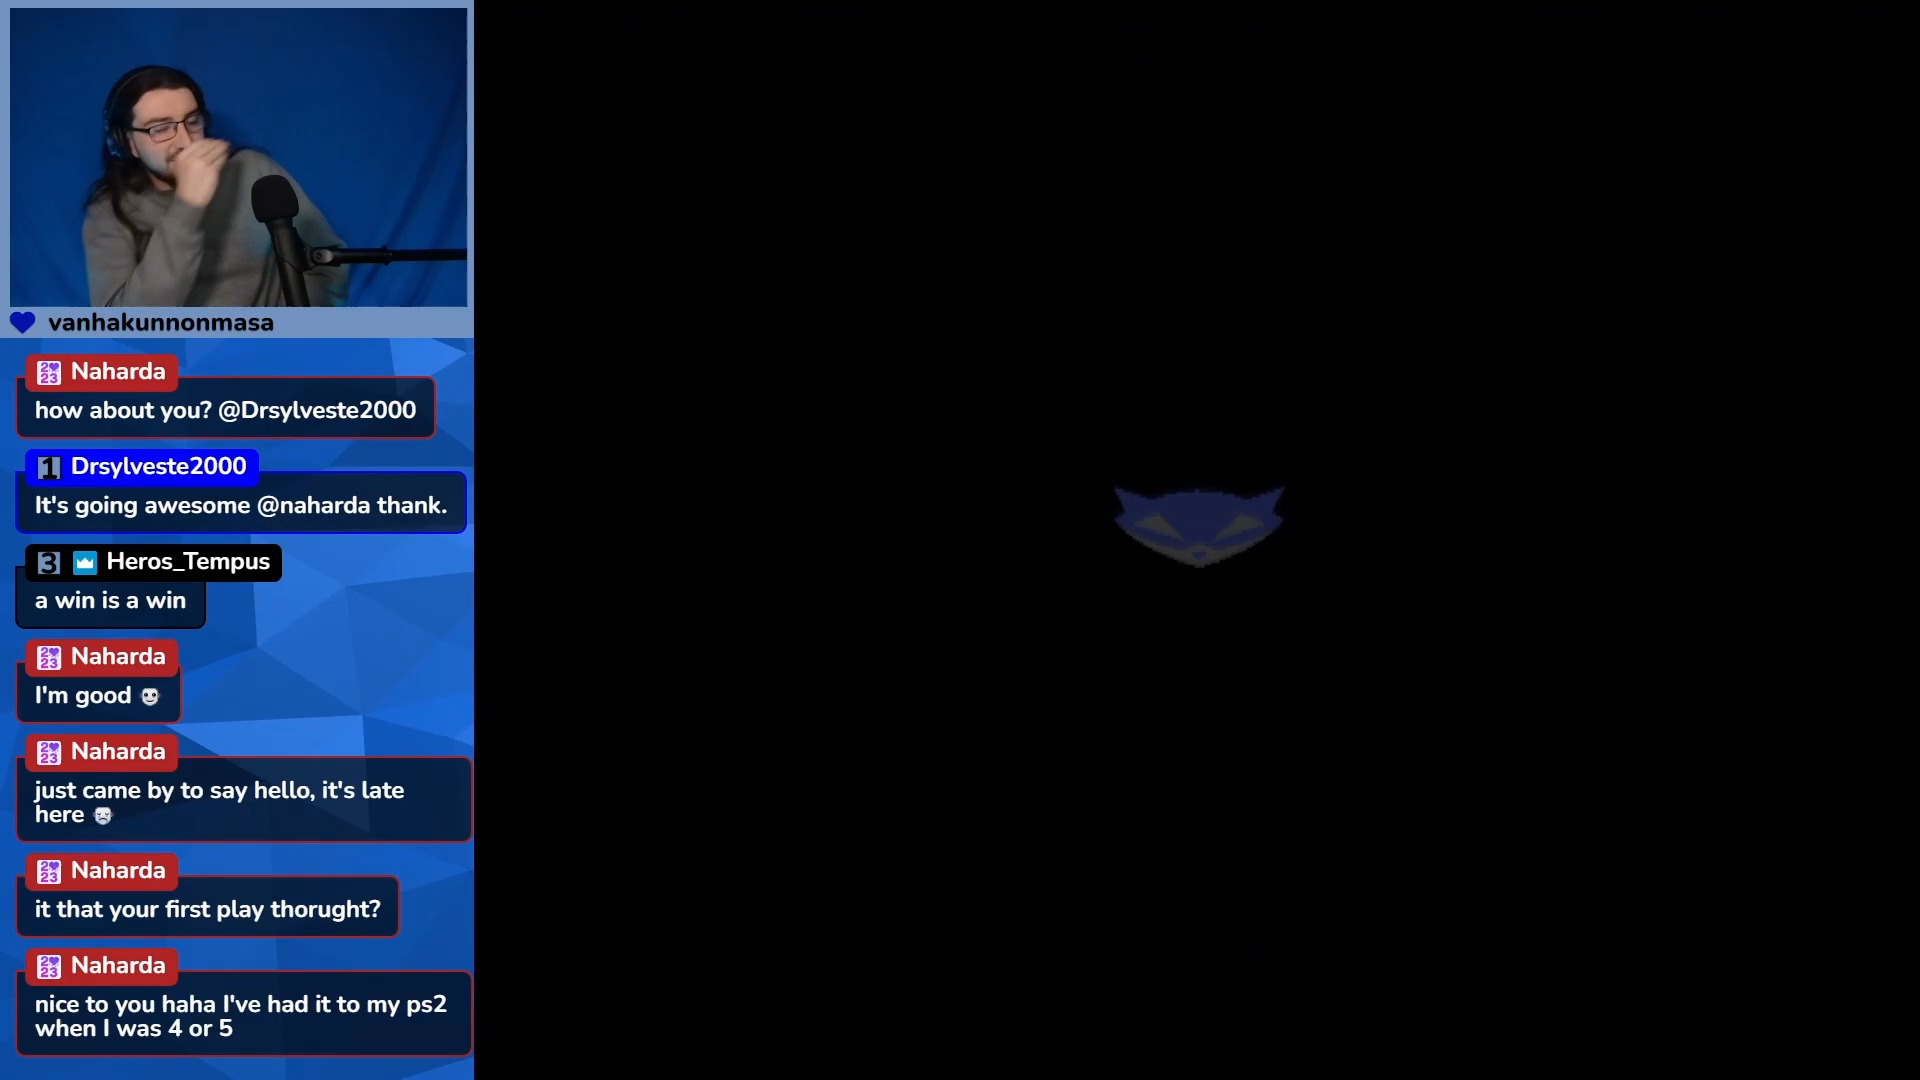 vanhakunnonmasa
Naharda
how about you? @Drsylveste2000
1 Drsylveste2000
It's going awesome @naharda thank.
3 Heros_Tempus
a win is a win
Naharda
I'm good
Naharda
just came by to say hello, it's late
here
Naharda
it that your first play thorught?
Naharda
nice to you haha I've had it to my ps2
when I was 4 or 5